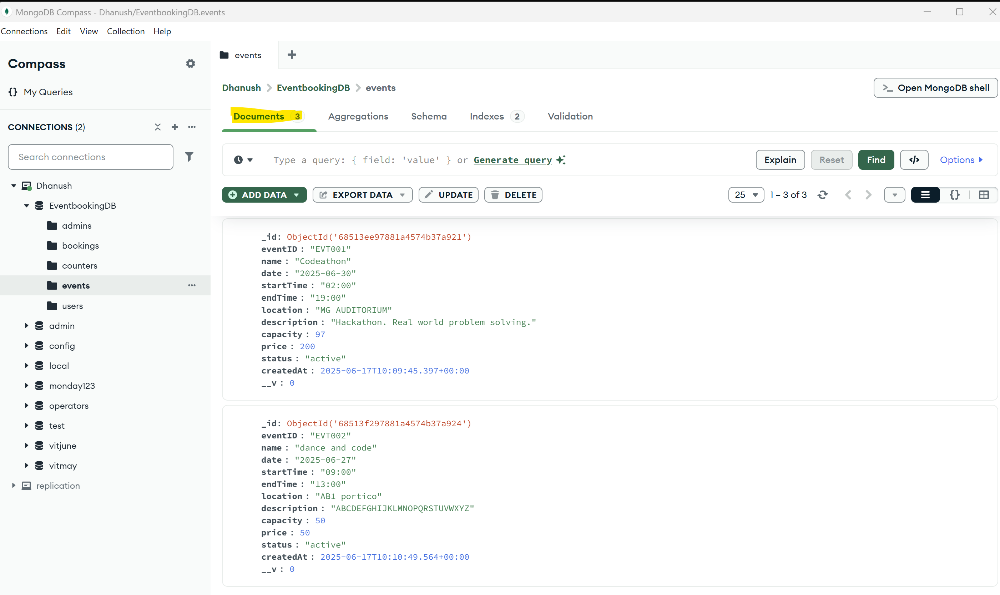 MongoDB Compass - Dhanush/EventbookingDB.events
Connections Edit View Collection Help
Compass
My Queries
CONNECTIONS (2)
Search connections
Dhanush
EventbookingDB
admins
bookings
counters
events
users
admin
config
local
monday123
operators
test
vitjune
vitmay
replication
events
Dhanush > EventbookingDB > events
>_ Open MongoDB shell
Documents 3 Aggregations Schema Indexes 2 Validation
Type a query: { field: 'value' } or Generate query
Explain Reset Find </> Options
ADD DATA EXPORT DATA UPDATE DELETE
25 1 – 3 of 3
_id: ObjectId('68513ee97881a4574b37a921')
eventID : "EVT001"
name : "Codeathon"
date : "2025-06-30"
startTime : "02:00"
endTime : "19:00"
location : "MG AUDITORIUM"
description : "Hackathon. Real world problem solving."
capacity : 97
price : 200
status : "active"
createdAt : 2025-06-17T10:09:45.397+00:00
__v : 0
_id: ObjectId('68513f297881a4574b37a924')
eventID : "EVT002"
name : "dance and code"
date : "2025-06-27"
startTime : "09:00"
endTime : "13:00"
location : "AB1 portico"
description : "ABCDEFGHIJKLMNOPQRSTUVWXYZ"
capacity : 50
price : 50
status : "active"
createdAt : 2025-06-17T10:10:49.564+00:00
__v : 0